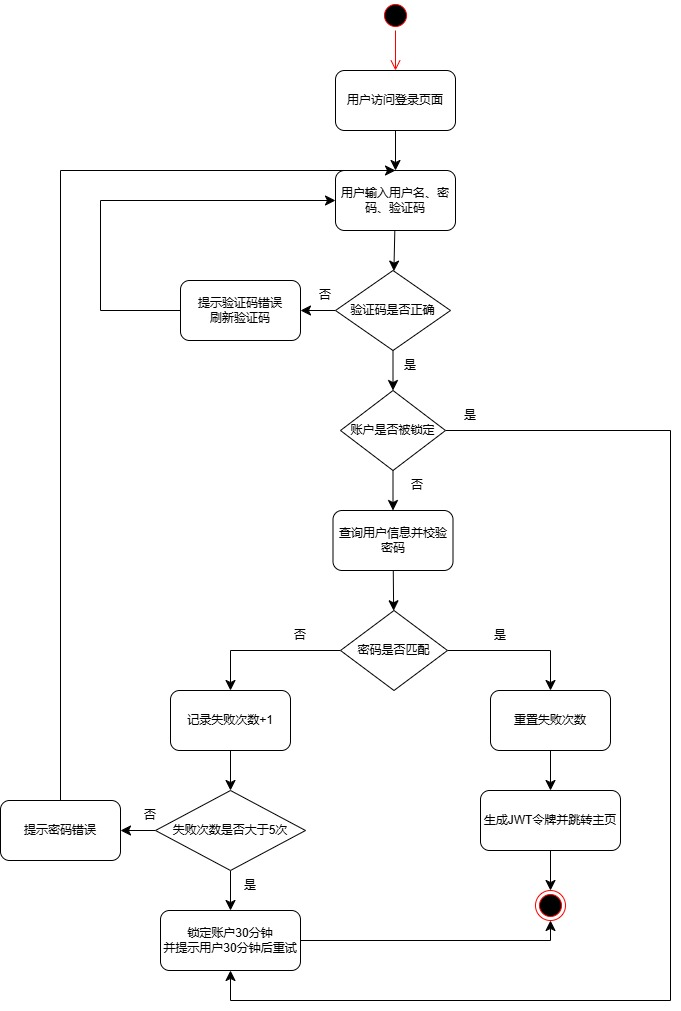 用户访问登录页面
用户输入用户名、密
码、验证码
否
提示验证码错误
刷新验证码
验证码是否正确
是
账户是否被锁定
是
否
查询用户信息并校验
密码
否
密码是否匹配
是
记录失败次数+1
重置失败次数
提示密码错误
否
失败次数是否大于5次
生成JWT令牌并跳转主页
是
锁定账户30分钟
并提示用户30分钟后重试